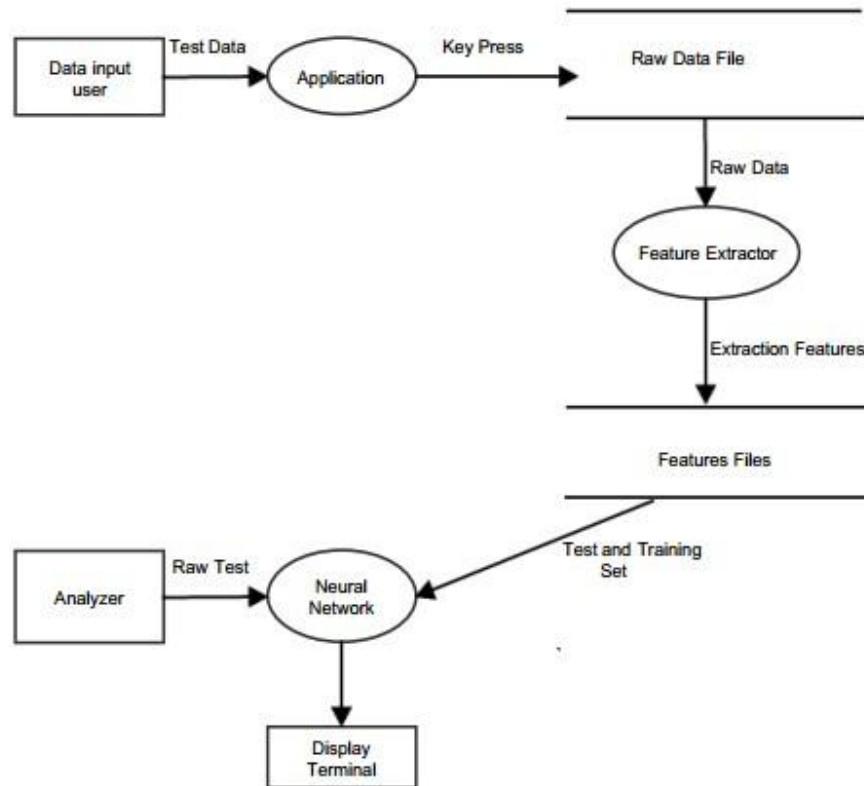 Data input
user
Test Data
Application
Key Press
Raw Data File
Raw Data
Feature Extractor
Extraction Features
Features Files
Test and Training
Set
Analyzer
Raw Test
Neural
Network
Display
Terminal